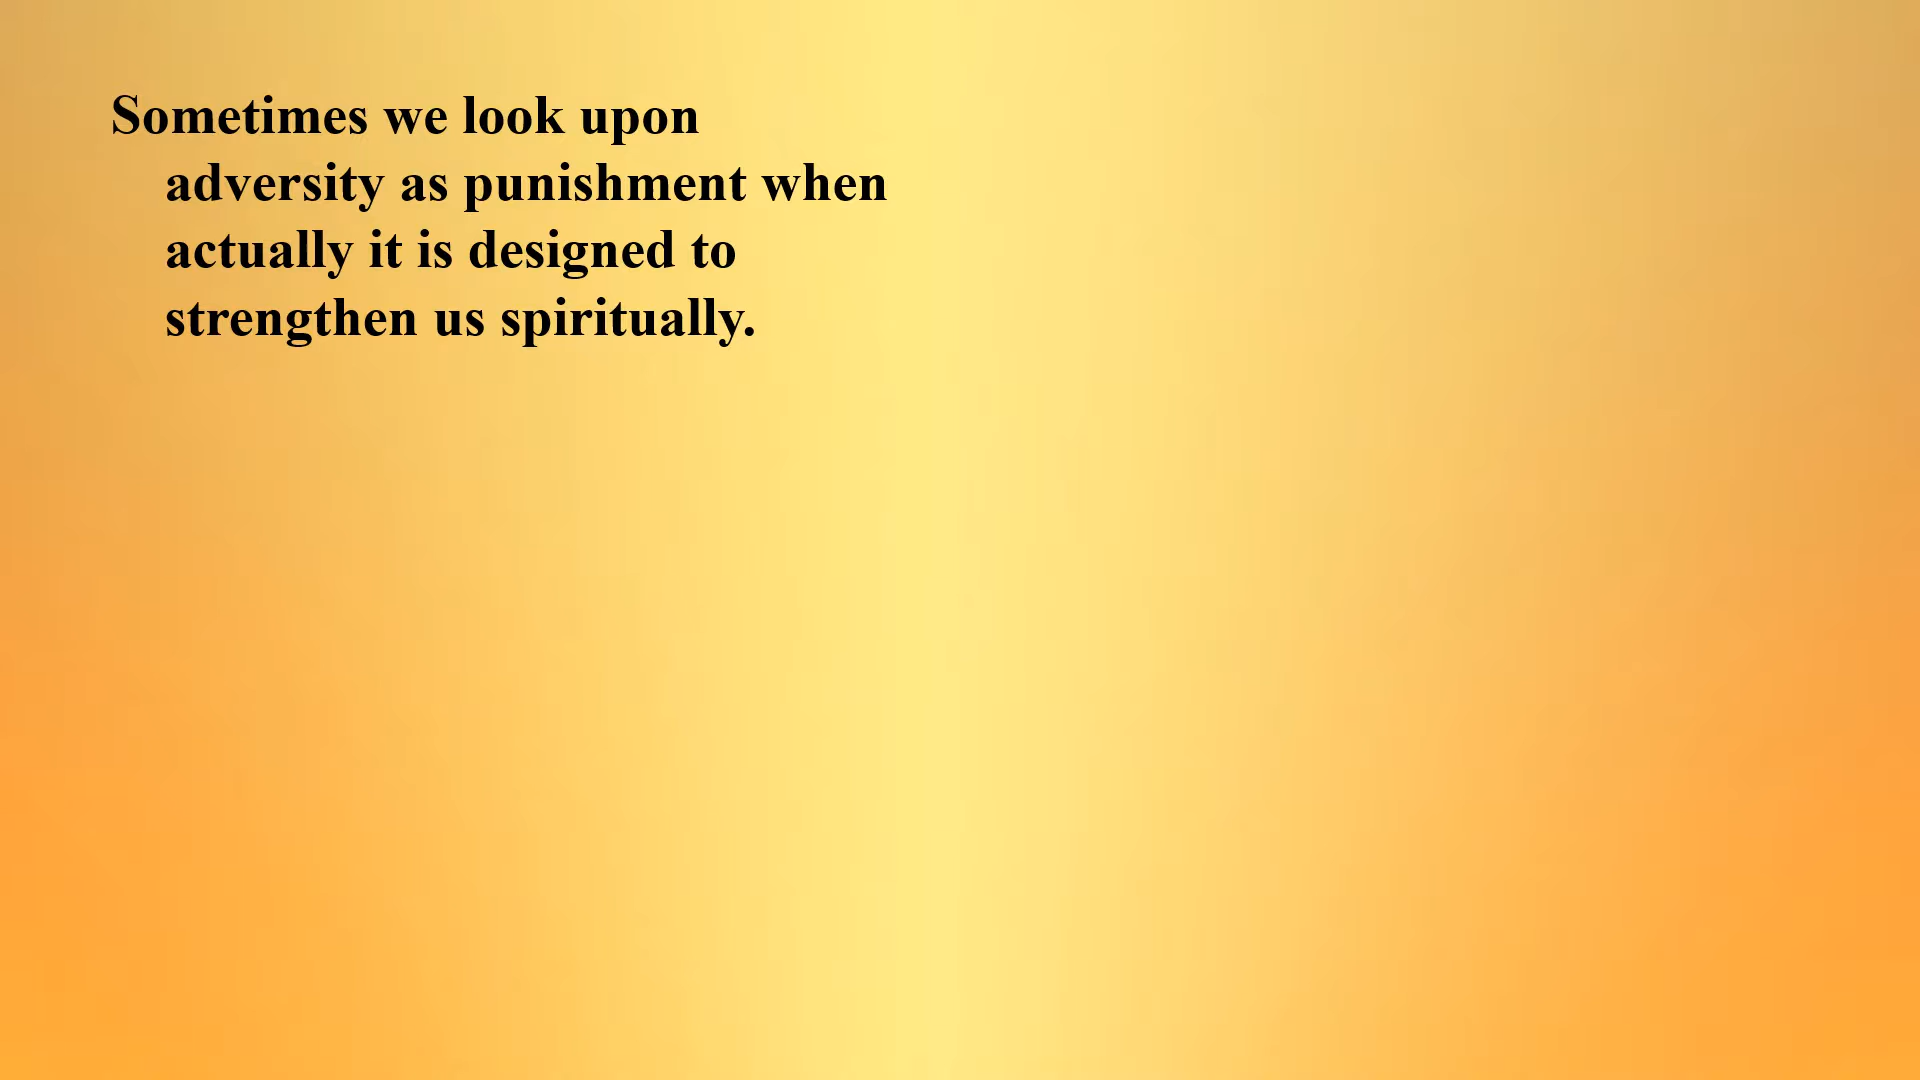 Sometimes we look upon
adversity as punishment when
actually it is designed to
strengthen us spiritually.